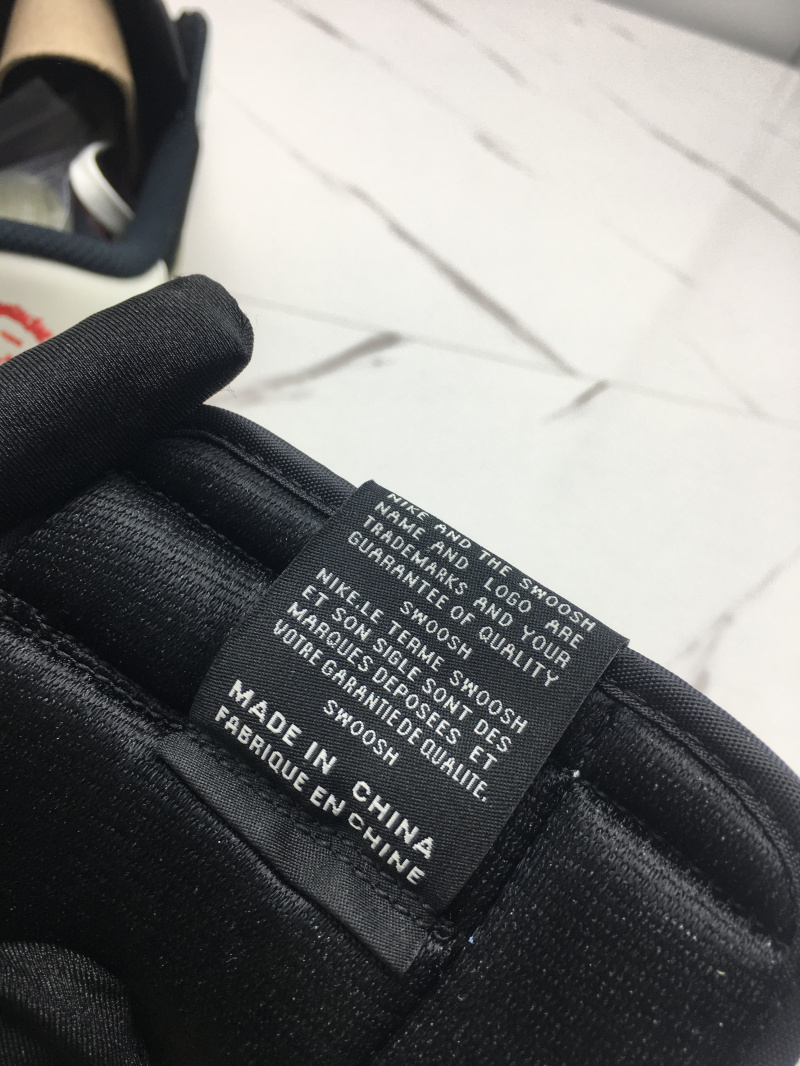 NIKE AND THE SWOOSH
NAME AND LOGO ARE
TRADEMARKS AND YOUR
GUARANTEE OF QUALITY
SWOOSH
NIKE.LE TERME SWOOSH
ET SON SIGLE SONT DES
MARQUES DEPOSEES ET
VOTRE GARANTIE DE QUALITE.
SWOOSH
MADE IN CHINA
FABRIQUE EN CHINE